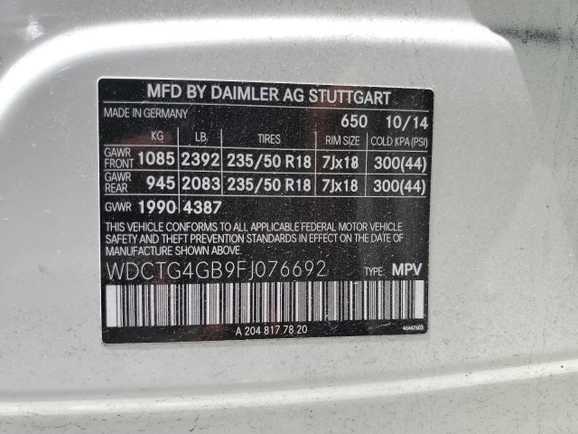 MFD BY DAIMLER AG STUTTGART
MADE IN GERMANY
650 10/14
KG LB TIRES RIM SIZE COLD KPA (PSI)
GAWR FRONT 1085 2392 235/50 R18 7Jx18 300(44)
GAWR REAR 945 2083 235/50 R18 7Jx18 300(44)
GVWR 1990 4387
THIS VEHICLE CONFORMS TO ALL APPLICABLE FEDERAL MOTOR VEHICLE
SAFETY AND THEFT PREVENTION STANDARDS IN EFFECT ON THE DATE OF
MANUFACTURE SHOWN ABOVE.
WDCTG4GB9FJ076692 TYPE: MPV
A 204 817 78 20